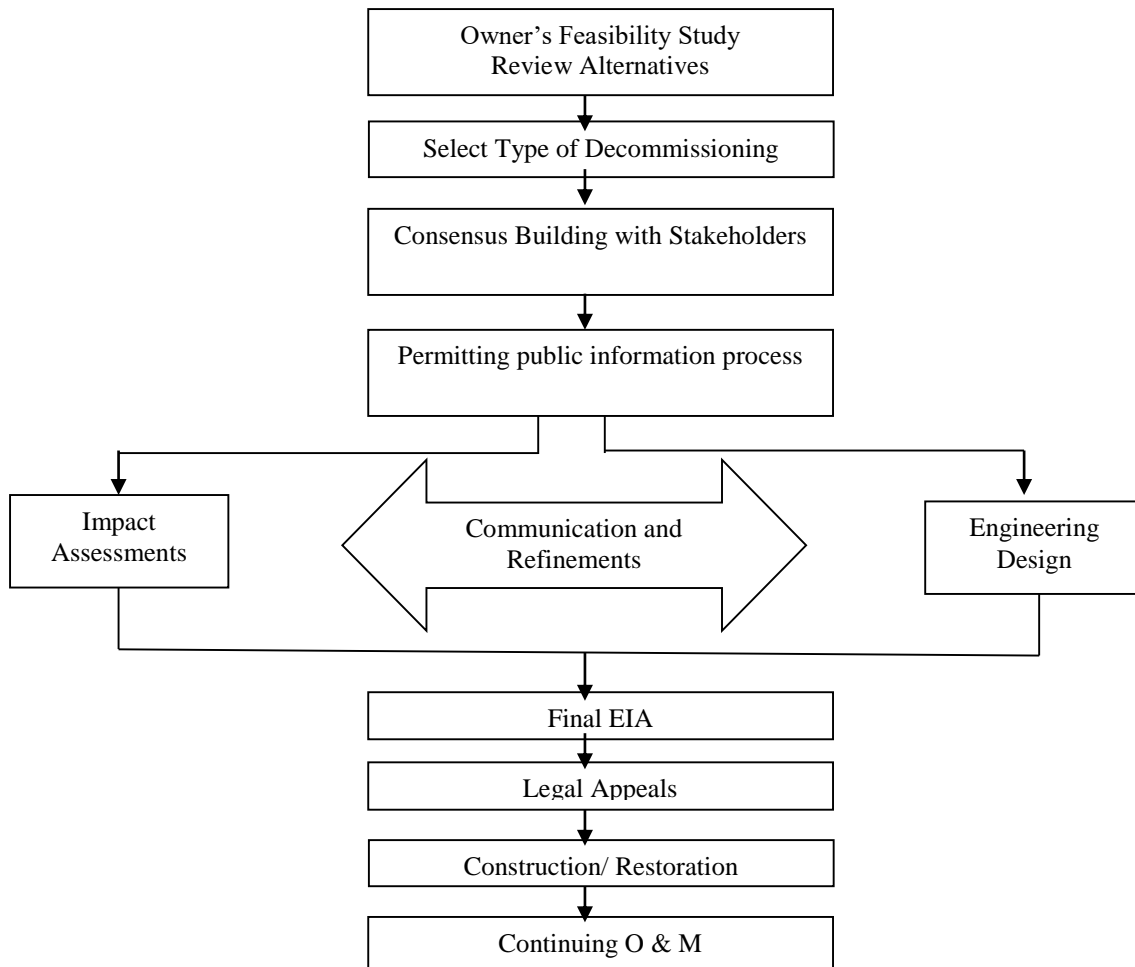 Owner’s Feasibility Study
Review Alternatives
Select Type of Decommissioning
Consensus Building with Stakeholders
Permitting public information process
Impact
Assessments
Communication and
Refinements
Engineering
Design
Final EIA
Legal Appeals
Construction/ Restoration
Continuing O & M